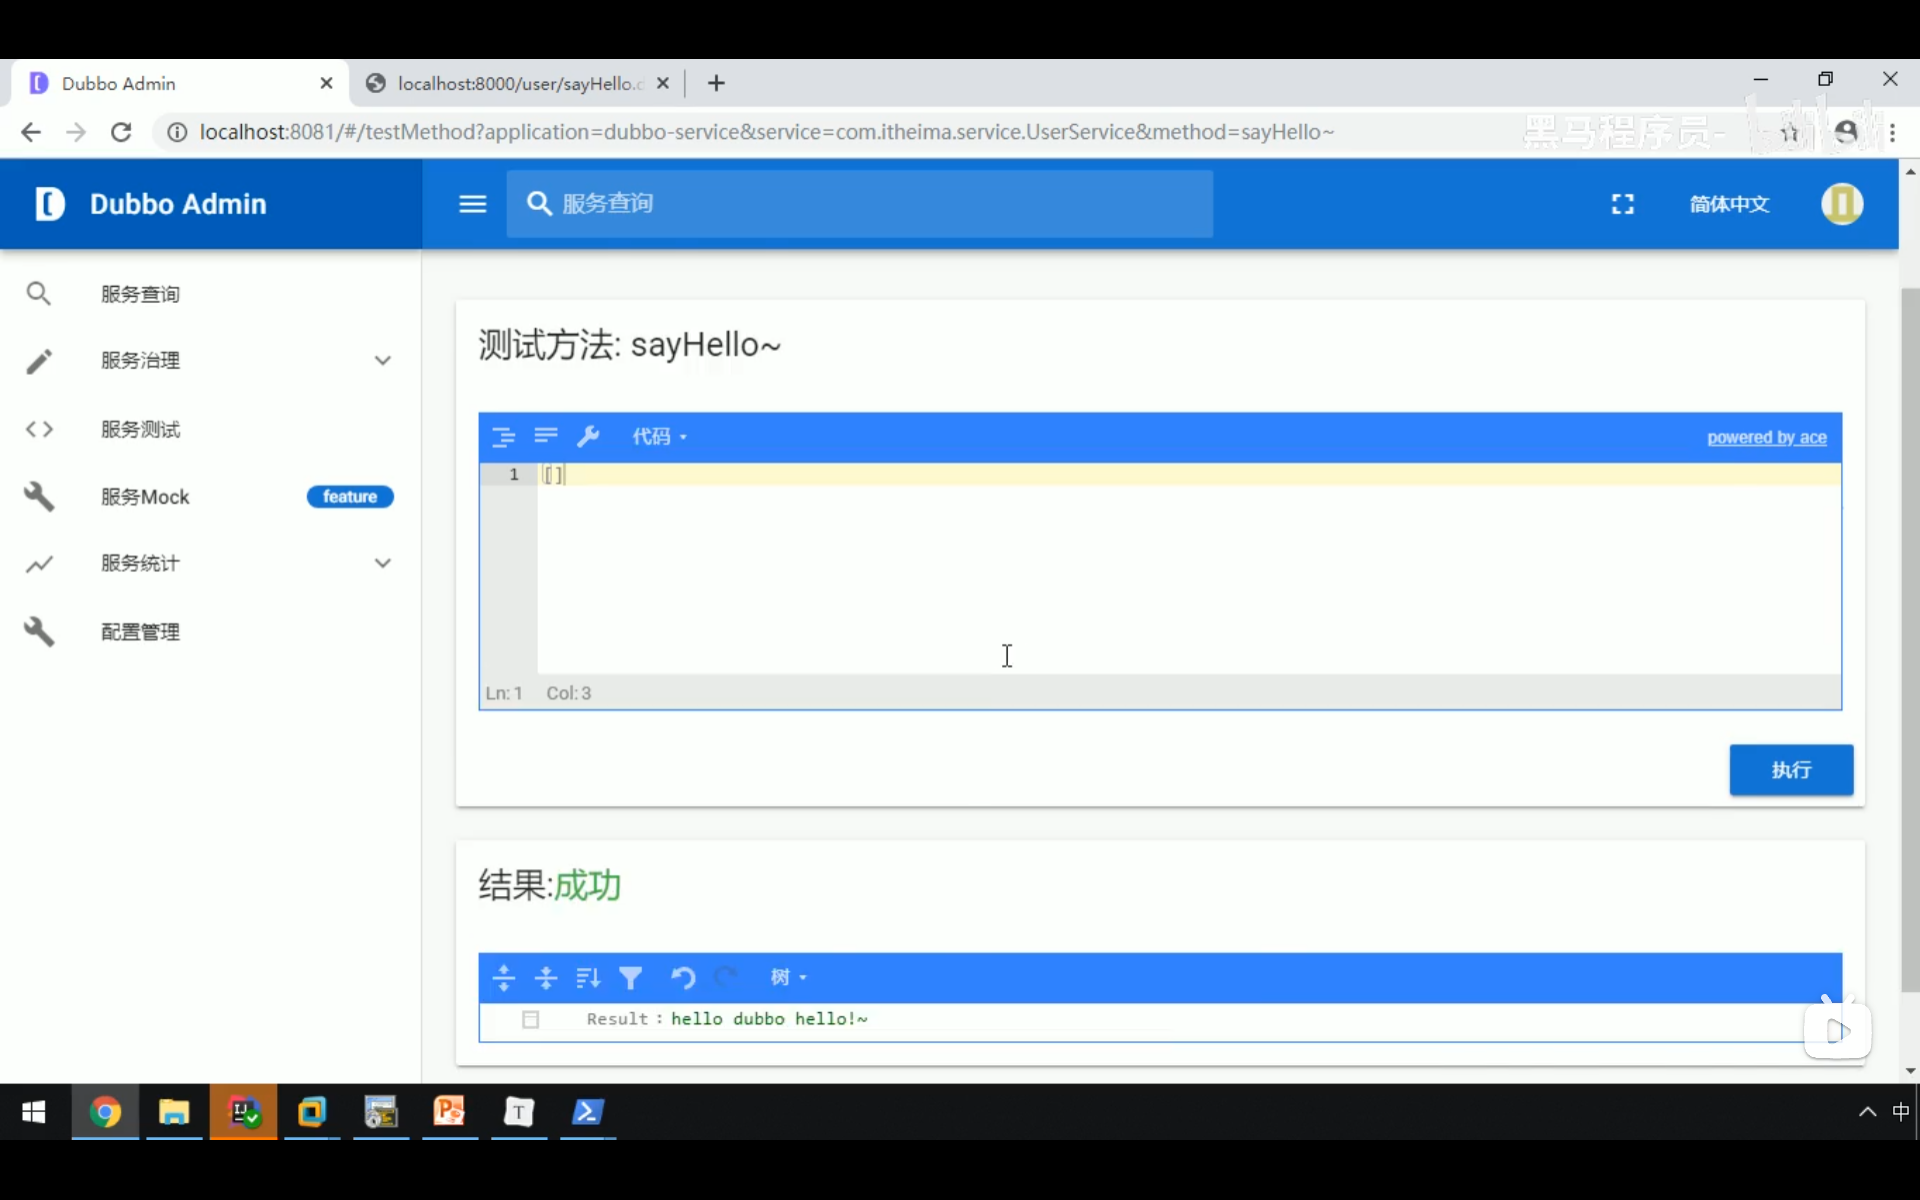 Dubbo Admin
localhost:8000/user/sayHello.
localhost:8081/#/testMethod?application=dubbo-service&service=com.itheima.service.UserService&method=sayHello~
黑马程序员-
bilibili
Dubbo Admin
服务查询
简体中文
服务查询
服务治理
服务测试
服务Mock
feature
服务统计
配置管理
测试方法: sayHello~
代码
powered by ace
1
[]
Ln: 1 Col: 3
执行
结果:成功
树
Result : hello dubbo hello!~
中